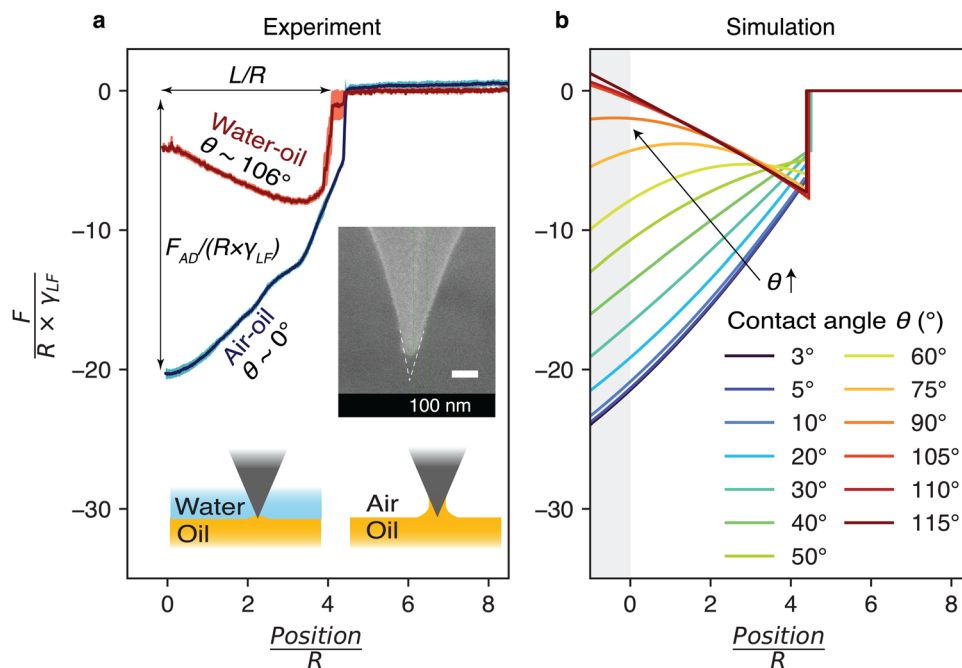 a
Experiment
b
Simulation
L/R
Water-oil
θ ~ 106°
F_AD/(R×γ_LF)
Air-oil
θ ~ 0°
100 nm
Water
Oil
Air
Oil
0
−10
−20
−30
F
R × γ_LF
0 2 4 6 8
Position
R
θ↑
Contact angle θ (°)
3° 60°
5° 75°
10° 90°
20° 105°
30° 110°
40° 115°
50°
0
−10
−20
−30
0 2 4 6 8
Position
R